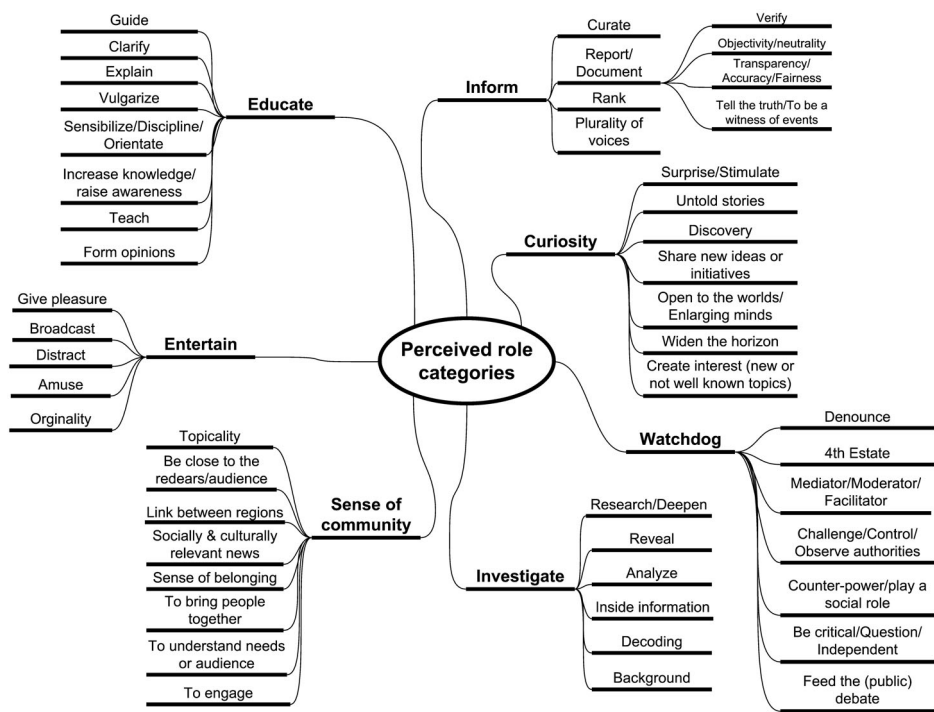 Perceived role
categories
Educate
Guide
Clarify
Explain
Vulgarize
Sensibilize/Discipline/
Orientate
Increase knowledge/
raise awareness
Teach
Form opinions
Inform
Curate
Report/
Document
Rank
Plurality of
voices
Verify
Objectivity/neutrality
Transparency/
Accuracy/Fairness
Tell the truth/To be a
witness of events
Curiosity
Surprise/Stimulate
Untold stories
Discovery
Share new ideas or
initiatives
Open to the worlds/
Enlarging minds
Widen the horizon
Create interest (new or
not well known topics)
Entertain
Give pleasure
Broadcast
Distract
Amuse
Orginality
Watchdog
Denounce
4th Estate
Mediator/Moderator/
Facilitator
Challenge/Control/
Observe authorities
Counter-power/play a
social role
Be critical/Question/
Independent
Feed the (public)
debate
Sense of
community
Topicality
Be close to the
redears/audience
Link between regions
Socially & culturally
relevant news
Sense of belonging
To bring people
together
To understand needs
or audience
To engage
Investigate
Research/Deepen
Reveal
Analyze
Inside information
Decoding
Background